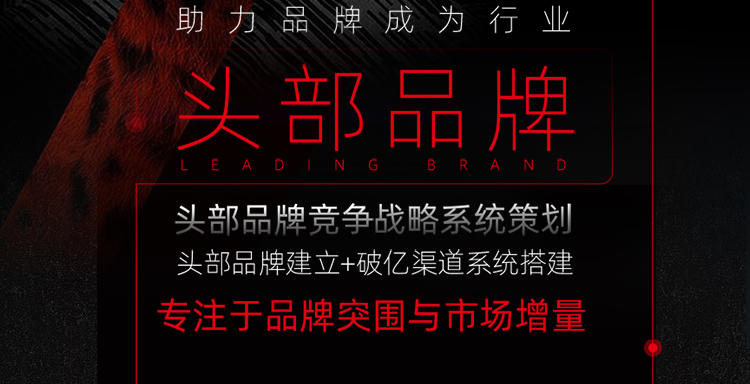 助力品牌成为行业
头部品牌
LEADING BRAND
头部品牌竞争战略系统策划
头部品牌建立+破亿渠道系统搭建
专注于品牌突围与市场增量